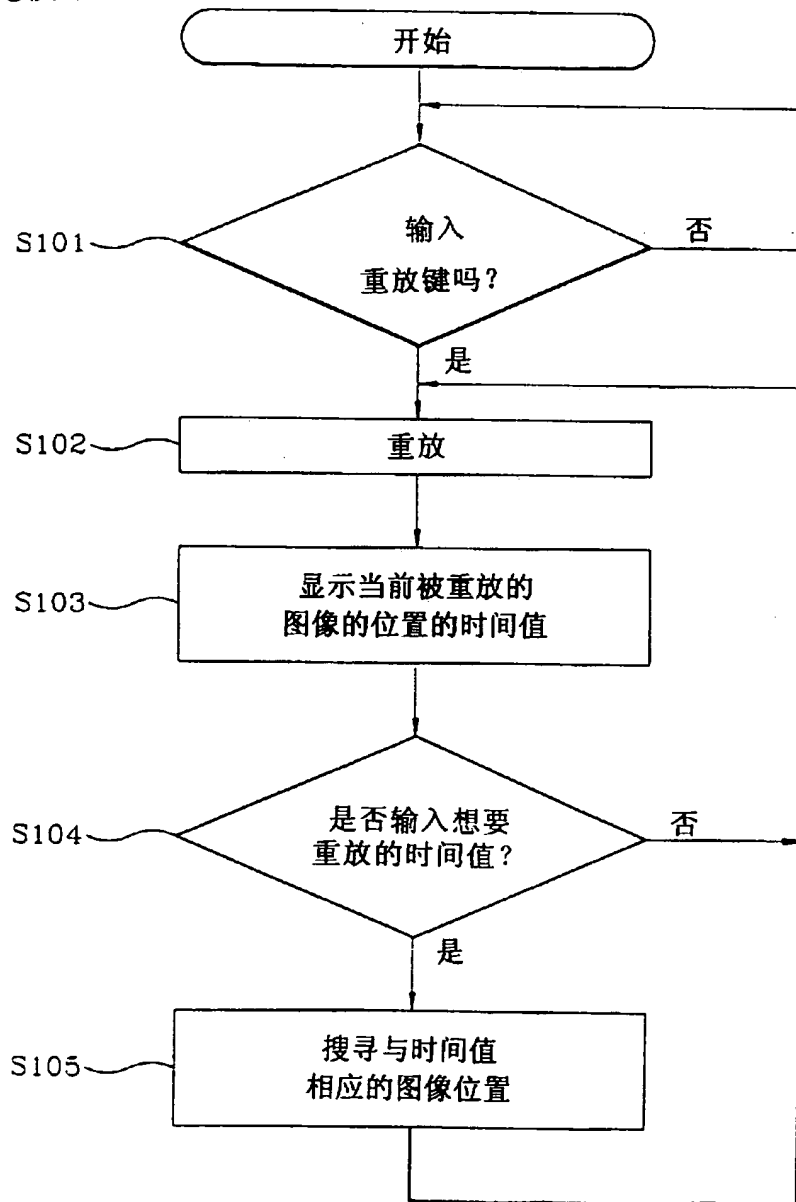 开始
S101
输入
重放键吗？
否
是
S102
重放
S103
显示当前被重放的
图像的位置的时间值
S104
是否输入想要
重放的时间值？
否
是
S105
搜寻与时间值
相应的图像位置